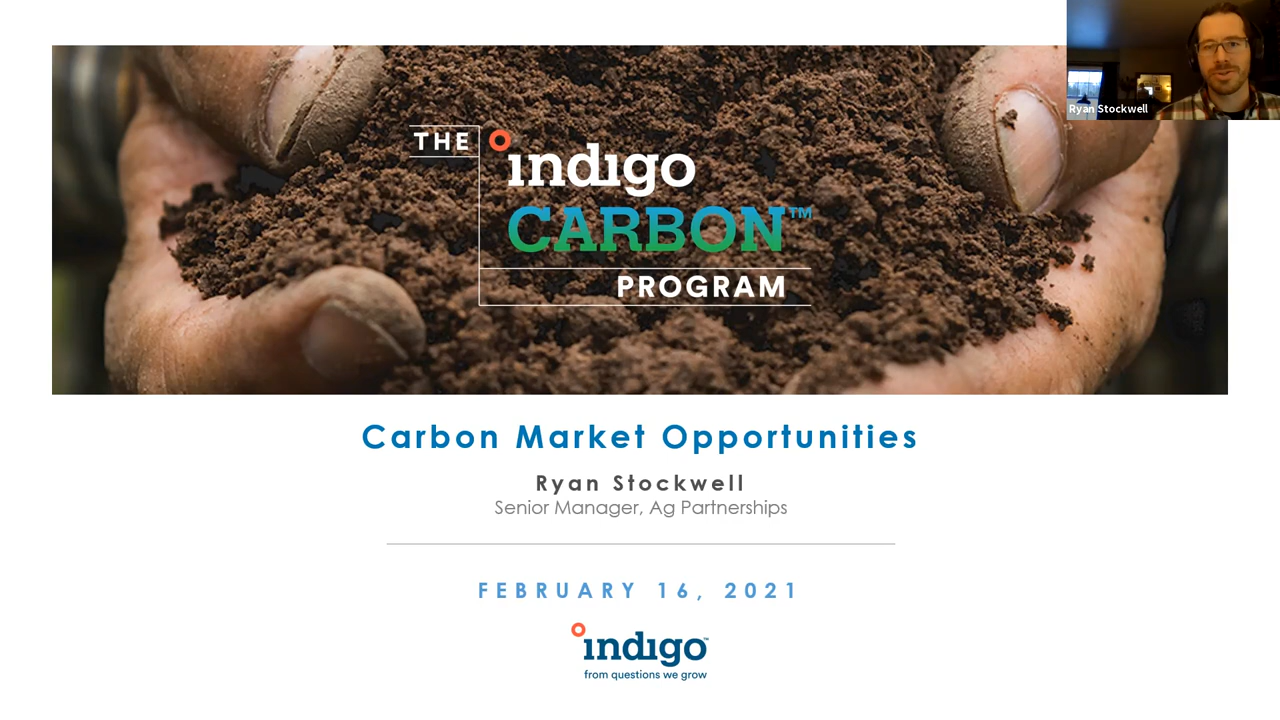 Ryan Stockwell
THE
indigo
CARBON™
PROGRAM
Carbon Market Opportunities
Ryan Stockwell
Senior Manager, Ag Partnerships
FEBRUARY 16, 2021
indigo™
from questions we grow